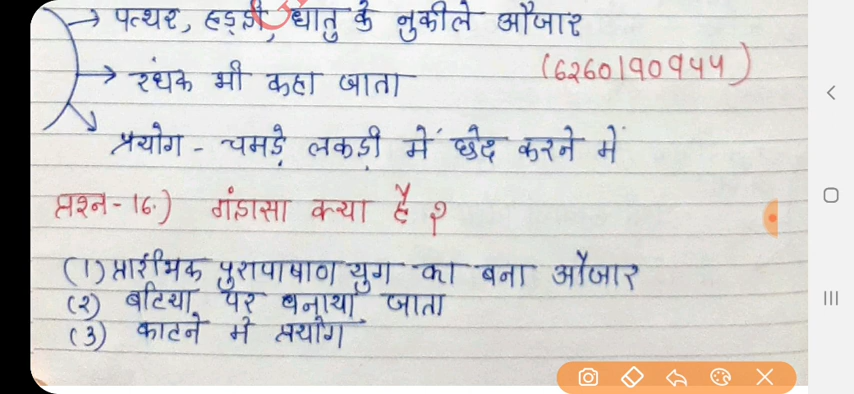 → पत्थर, हड्डी, धातु के नुकीले औजार
→ रंधक भी कहा जाता
(6260190944)
प्रयोग - चमड़े लकड़ी में छेद करने में
प्रश्न-16.) गंडासा क्या है ?
(1) प्रारंभिक पुरापाषाण युग का बना औजार
(२) बटिया पर बनाया जाता
(3) काटने में प्रयोग